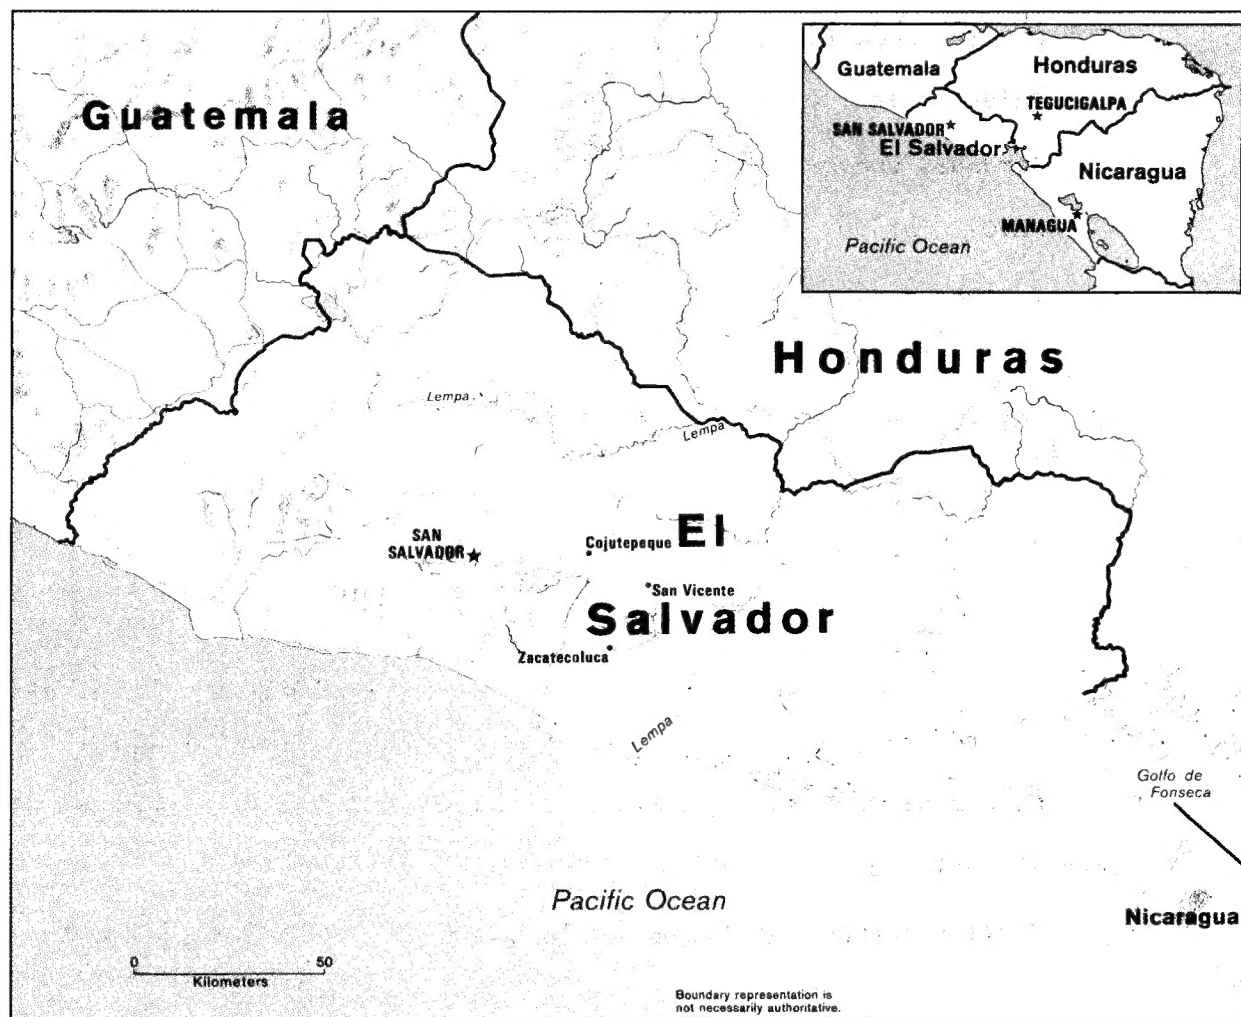 Guatemala
Guatemala
Honduras
TEGUCIGALPA
SAN SALVADOR
El Salvador
Nicaragua
MANAGUA
Pacific Ocean
Honduras
Lempa
Lempa
SAN
SALVADOR
Cojutepeque
El
San Vicente
Salvador
Zacatecoluca
Lempa
Golfo de
Fonseca
Pacific Ocean
Nicaragua
0 50
Kilometers
Boundary representation is
not necessarily authoritative.